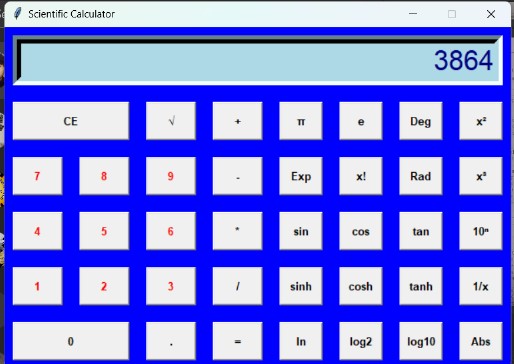 Scientific Calculator
3864
CE √ + π e Deg x²
7 8 9 - Exp x! Rad x³
4 5 6 * sin cos tan 10ⁿ
1 2 3 / sinh cosh tanh 1/x
0 . = ln log2 log10 Abs